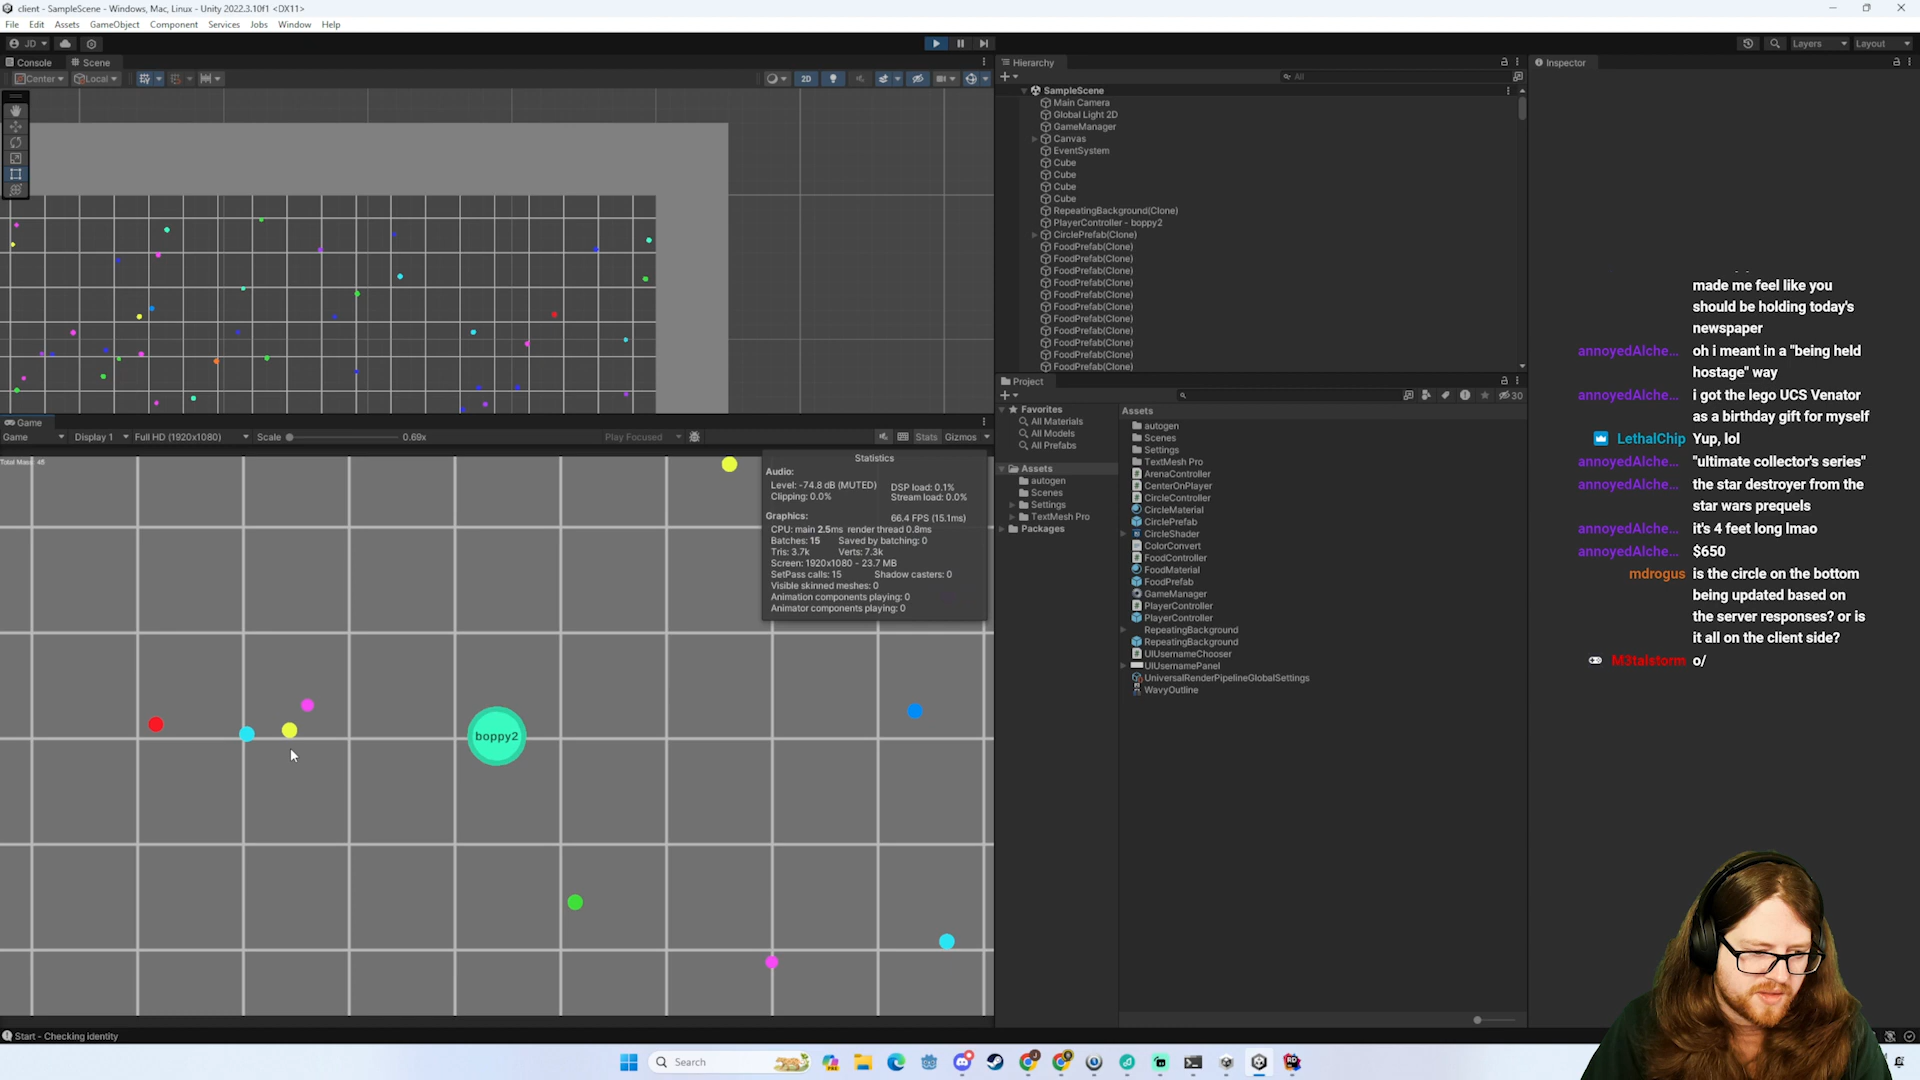 client - SampleScene - Windows, Mac, Linux - Unity 2022.3.10f1 <DX11>
File Edit Assets GameObject Component Services Jobs Window Help
JD Layers Layout
Console Scene
Center Local 2D
Hierarchy
All
SampleScene
Main Camera
Global Light 2D
GameManager
Canvas
EventSystem
Cube
Cube
Cube
Cube
RepeatingBackground(Clone)
PlayerController - boppy2
CirclePrefab(Clone)
FoodPrefab(Clone)
FoodPrefab(Clone)
FoodPrefab(Clone)
FoodPrefab(Clone)
FoodPrefab(Clone)
FoodPrefab(Clone)
FoodPrefab(Clone)
FoodPrefab(Clone)
FoodPrefab(Clone)
FoodPrefab(Clone)
FoodPrefab(Clone)
Inspector
Game
Game Display 1 Full HD (1920x1080) Scale 0.69x Play Focused Stats Gizmos
Total Mass: 45
Statistics
Audio:
Level: -74.8 dB (MUTED) DSP load: 0.1%
Clipping: 0.0% Stream load: 0.0%
Graphics: 66.4 FPS (15.1ms)
CPU: main 2.5ms render thread 0.8ms
Batches: 15 Saved by batching: 0
Tris: 3.7k Verts: 7.3k
Screen: 1920x1080 - 23.7 MB
SetPass calls: 15 Shadow casters: 0
Visible skinned meshes: 0
Animation components playing: 0
Animator components playing: 0
boppy2
Project
30
Favorites
All Materials
All Models
All Prefabs
Assets
autogen
Scenes
Settings
TextMesh Pro
Packages
Assets
autogen
Scenes
Settings
TextMesh Pro
ArenaController
CenterOnPlayer
CircleController
CircleMaterial
CirclePrefab
CircleShader
ColorConvert
FoodController
FoodMaterial
FoodPrefab
GameManager
PlayerController
PlayerController
RepeatingBackground
RepeatingBackground
UIUsernameChooser
UIUsernamePanel
UniversalRenderPipelineGlobalSettings
WavyOutline
made me feel like you
should be holding today's
newspaper
annoyedAlche... oh i meant in a "being held
hostage" way
annoyedAlche... i got the lego UCS Venator
as a birthday gift for myself
LethalChip Yup, lol
annoyedAlche... "ultimate collector's series"
annoyedAlche... the star destroyer from the
star wars prequels
annoyedAlche... it's 4 feet long lmao
annoyedAlche... $650
mdrogus is the circle on the bottom
being updated based on
the server responses? or is
it all on the client side?
M3talstorm o/
Start - Checking identity
Search